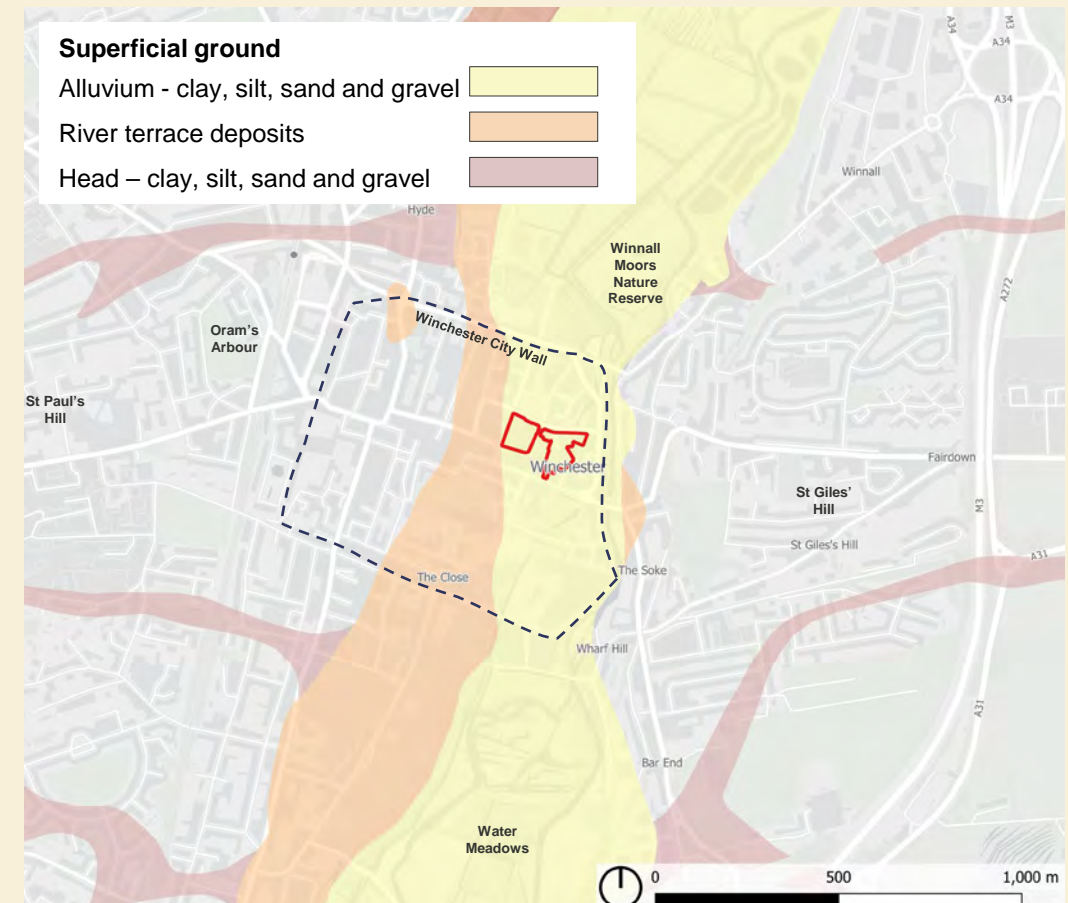 Superficial ground
Alluvium - clay, silt, sand and gravel
River terrace deposits
Head – clay, silt, sand and gravel
M3
A34
A34
A34
Winnall
Hyde
Winnall
Moors
Nature
Reserve
A272
Oram's
Arbour
Winchester City Wall
St Paul's
Hill
Winchester
Fairdown
St Giles'
Hill
M3
St Giles's Hill
A31
The Close
The Soke
Wharf Hill
A31
Bar End
Water
Meadows
0
500
1,000 m